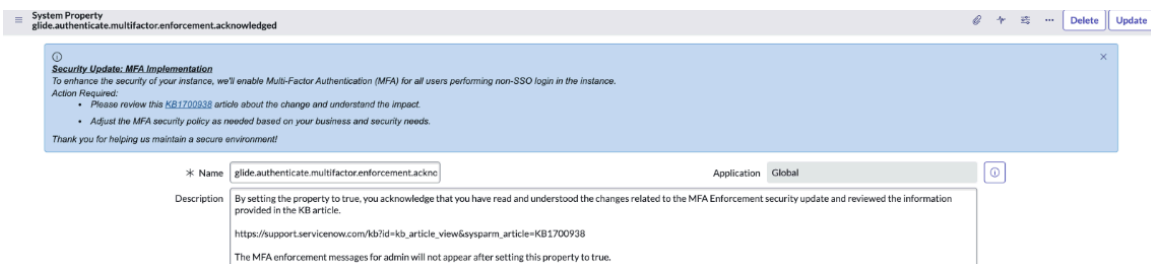 System Property
glide.authenticate.multifactor.enforcement.acknowledged
Delete
Update
Security Update: MFA Implementation
To enhance the security of your instance, we'll enable Multi-Factor Authentication (MFA) for all users performing non-SSO login in the instance.
Action Required:
• Please review this KB1700938 article about the change and understand the impact.
• Adjust the MFA security policy as needed based on your business and security needs.
Thank you for helping us maintain a secure environment!
Name glide.authenticate.multifactor.enforcement.ackno
Application Global
Description By setting the property to true, you acknowledge that you have read and understood the changes related to the MFA Enforcement security update and reviewed the information
provided in the KB article.
https://support.servicenow.com/kb?id=kb_article_view&sysparm_article=KB1700938
The MFA enforcement messages for admin will not appear after setting this property to true.